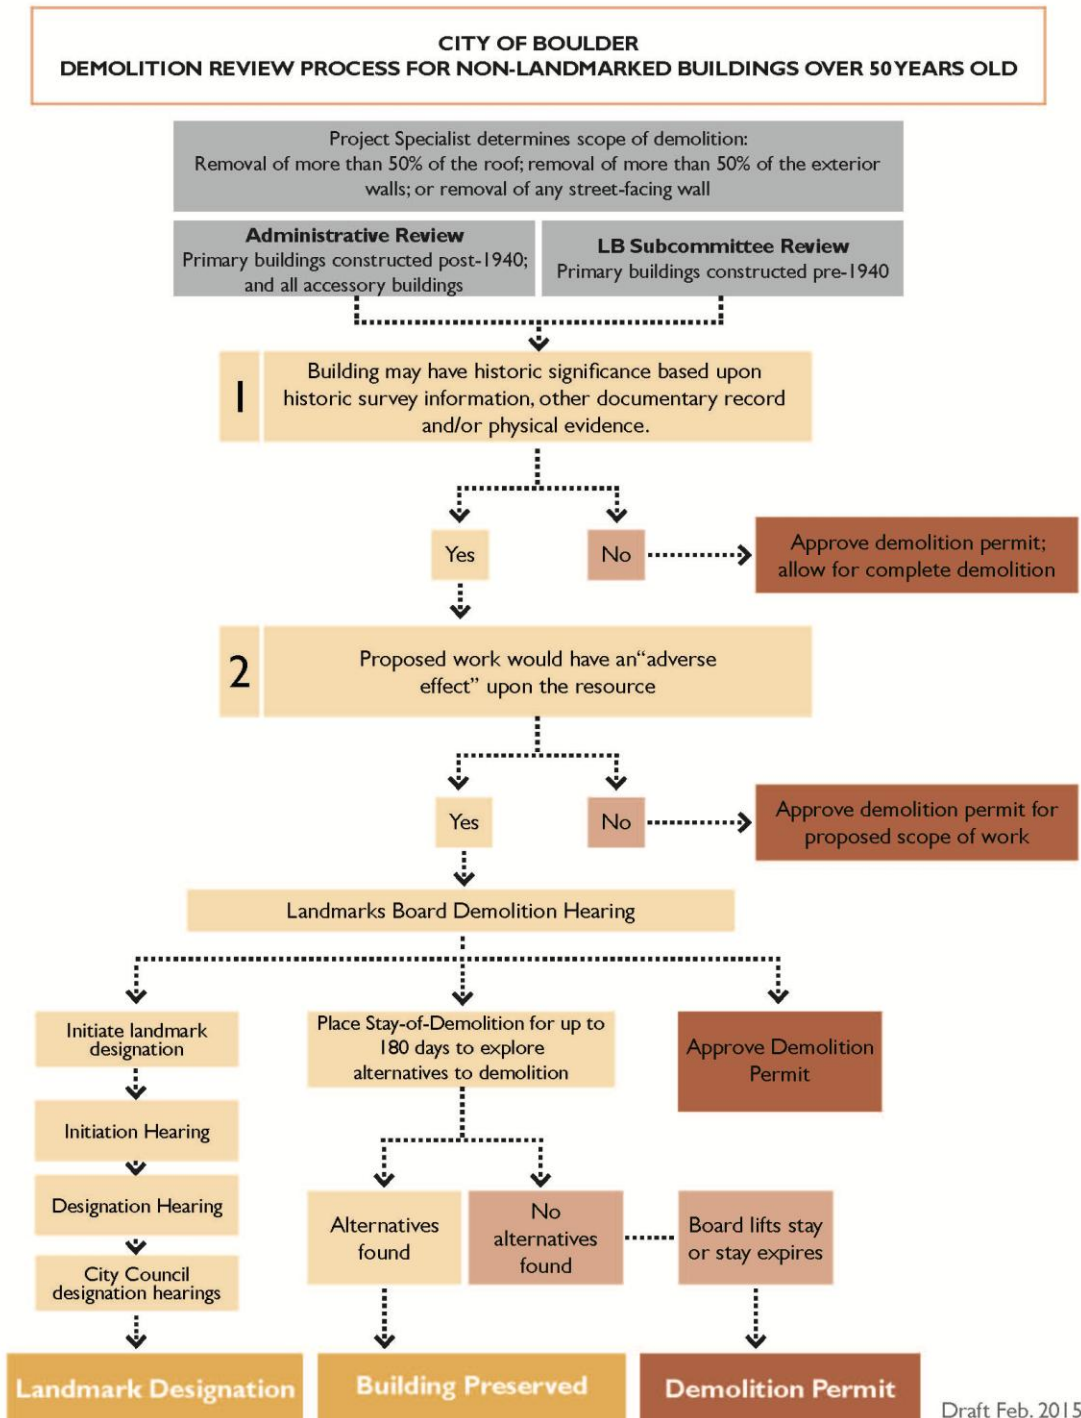 CITY OF BOULDER
DEMOLITION REVIEW PROCESS FOR NON-LANDMARKED BUILDINGS OVER 50 YEARS OLD
Project Specialist determines scope of demolition:
Removal of more than 50% of the roof; removal of more than 50% of the exterior
walls; or removal of any street-facing wall
Administrative Review
Primary buildings constructed post-1940;
and all accessory buildings
LB Subcommittee Review
Primary buildings constructed pre-1940
1
Building may have historic significance based upon
historic survey information, other documentary record
and/or physical evidence.
Yes
No
Approve demolition permit;
allow for complete demolition
2
Proposed work would have an“adverse
effect” upon the resource
Yes
No
Approve demolition permit for
proposed scope of work
Landmarks Board Demolition Hearing
Initiate landmark
designation
Initiation Hearing
Designation Hearing
City Council
designation hearings
Landmark Designation
Place Stay-of-Demolition for up to
180 days to explore
alternatives to demolition
Alternatives
found
No
alternatives
found
Board lifts stay
or stay expires
Approve Demolition
Permit
Building Preserved
Demolition Permit
Draft Feb. 2015